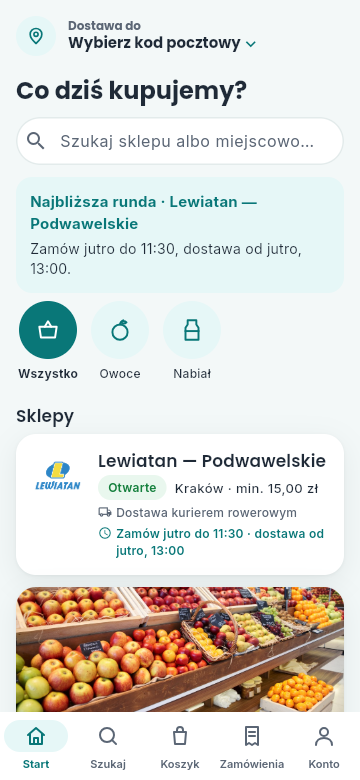 Dostawa do
Wybierz kod pocztowy
Co dziś kupujemy?
Szukaj sklepu albo miejscowo...
Najbliższa runda · Lewiatan —
Podwawelskie
Zamów jutro do 11:30, dostawa od jutro,
13:00.
Wszystko
Owoce
Nabiał
Sklepy
LEWIATAN
Lewiatan — Podwawelskie
Otwarte
Kraków · min. 15,00 zł
Dostawa kurierem rowerowym
Zamów jutro do 11:30 · dostawa od
jutro, 13:00
Start
Szukaj
Koszyk
Zamówienia
Konto